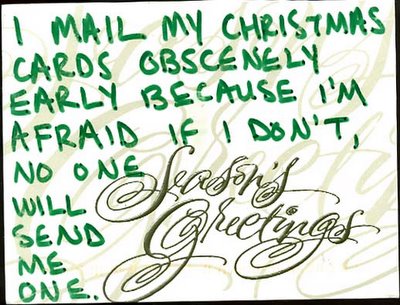 I MAIL MY CHRISTMAS
CARDS OBSCENELY
EARLY BECAUSE I'M
AFRAID IF I DON'T,
NO ONE
WILL
SEND
ME
ONE.
Season's
Greetings